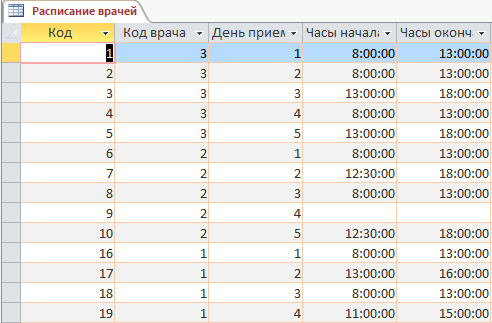 Расписание врачей
Код Код врача День прием Часы начала Часы оконча
1 3 1 8:00:00 13:00:00
2 3 2 8:00:00 13:00:00
3 3 3 13:00:00 18:00:00
4 3 4 8:00:00 13:00:00
5 3 5 13:00:00 18:00:00
6 2 1 8:00:00 13:00:00
7 2 2 12:30:00 18:00:00
8 2 3 8:00:00 13:00:00
9 2 4
10 2 5 12:30:00 18:00:00
16 1 1 8:00:00 13:00:00
17 1 2 13:00:00 16:00:00
18 1 3 8:00:00 13:00:00
19 1 4 11:00:00 15:00:00